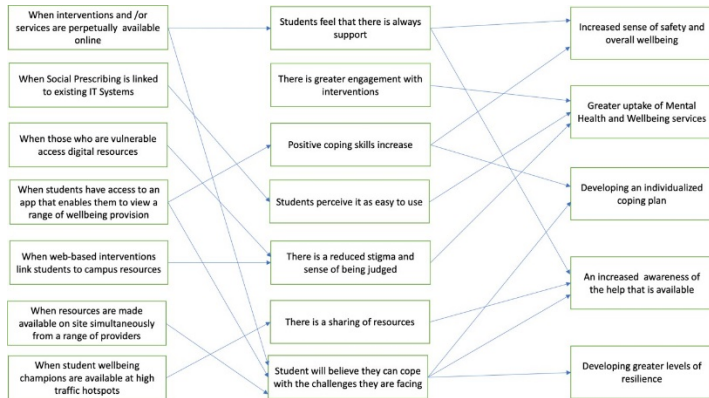 When interventions and /or
services are perpetually available
online
When Social Prescribing is linked
to existing IT Systems
When those who are vulnerable
access digital resources
When students have access to an
app that enables them to view a
range of wellbeing provision
When web-based interventions
link students to campus resources
When resources are made
available on site simultaneously
from a range of providers
When student wellbeing
champions are available at high
traffic hotspots
Students feel that there is always
support
There is greater engagement with
interventions
Positive coping skills increase
Students perceive it as easy to use
There is a reduced stigma and
sense of being judged
There is a sharing of resources
Student will believe they can cope
with the challenges they are facing
Increased sense of safety and
overall wellbeing
Greater uptake of Mental
Health and Wellbeing services
Developing an individualized
coping plan
An increased awareness of
the help that is available
Developing greater levels of
resilience